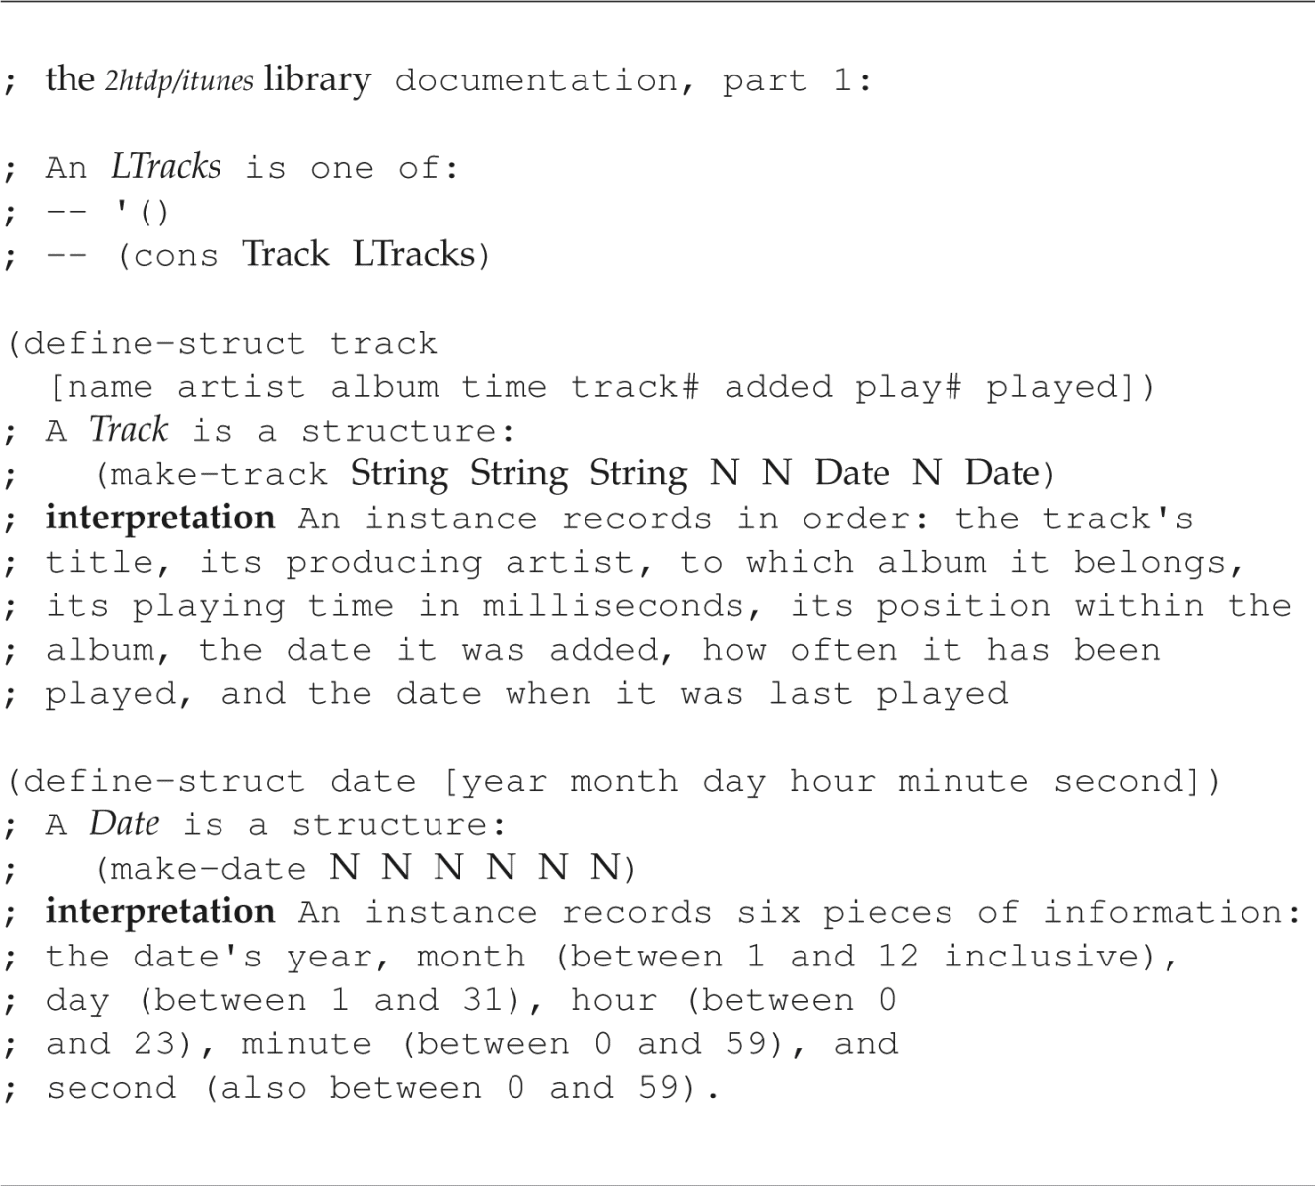 ; the 2htdp/itunes library documentation, part 1:
; An LTracks is one of:
; -- '()
; -- (cons Track LTracks)
(define-struct track
[name artist album time track# added play# played])
; A Track is a structure:
; (make-track String String String N N Date N Date)
; interpretation An instance records in order: the track's
; title, its producing artist, to which album it belongs,
; its playing time in milliseconds, its position within the
; album, the date it was added, how often it has been
; played, and the date when it was last played
(define-struct date [year month day hour minute second])
; A Date is a structure:
; (make-date N N N N N N)
; interpretation An instance records six pieces of information:
; the date's year, month (between 1 and 12 inclusive),
; day (between 1 and 31), hour (between 0
; and 23), minute (between 0 and 59), and
; second (also between 0 and 59).